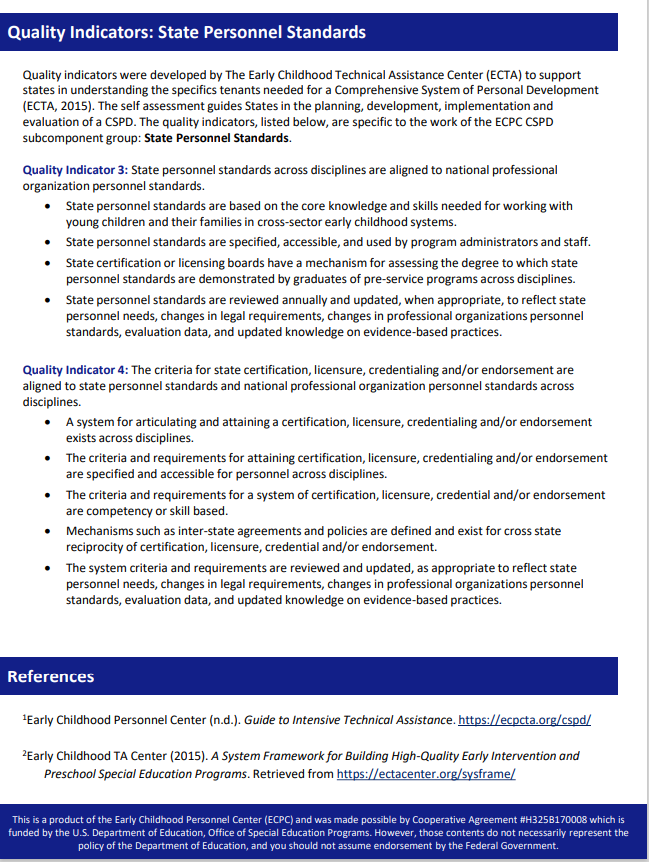 Quality Indicators: State Personnel Standards
Quality indicators were developed by The Early Childhood Technical Assistance Center (ECTA) to support
states in understanding the specifics tenants needed for a Comprehensive System of Personal Development
(ECTA, 2015). The self assessment guides States in the planning, development, implementation and
evaluation of a CSPD. The quality indicators, listed below, are specific to the work of the ECPC CSPD
subcomponent group: State Personnel Standards.
Quality Indicator 3: State personnel standards across disciplines are aligned to national professional
organization personnel standards.
• State personnel standards are based on the core knowledge and skills needed for working with
young children and their families in cross-sector early childhood systems.
• State personnel standards are specified, accessible, and used by program administrators and staff.
• State certification or licensing boards have a mechanism for assessing the degree to which state
personnel standards are demonstrated by graduates of pre-service programs across disciplines.
• State personnel standards are reviewed annually and updated, when appropriate, to reflect state
personnel needs, changes in legal requirements, changes in professional organizations personnel
standards, evaluation data, and updated knowledge on evidence-based practices.
Quality Indicator 4: The criteria for state certification, licensure, credentialing and/or endorsement are
aligned to state personnel standards and national professional organization personnel standards across
disciplines.
• A system for articulating and attaining a certification, licensure, credentialing and/or endorsement
exists across disciplines.
• The criteria and requirements for attaining certification, licensure, credentialing and/or endorsement
are specified and accessible for personnel across disciplines.
• The criteria and requirements for a system of certification, licensure, credential and/or endorsement
are competency or skill based.
• Mechanisms such as inter-state agreements and policies are defined and exist for cross state
reciprocity of certification, licensure, credential and/or endorsement.
• The system criteria and requirements are reviewed and updated, as appropriate to reflect state
personnel needs, changes in legal requirements, changes in professional organizations personnel
standards, evaluation data, and updated knowledge on evidence-based practices.
References
¹Early Childhood Personnel Center (n.d.). Guide to Intensive Technical Assistance. https://ecpcta.org/cspd/
²Early Childhood TA Center (2015). A System Framework for Building High-Quality Early Intervention and
Preschool Special Education Programs. Retrieved from https://ectacenter.org/sysframe/
This is a product of the Early Childhood Personnel Center (ECPC) and was made possible by Cooperative Agreement #H325B170008 which is
funded by the U.S. Department of Education, Office of Special Education Programs. However, those contents do not necessarily represent the
policy of the Department of Education, and you should not assume endorsement by the Federal Government.